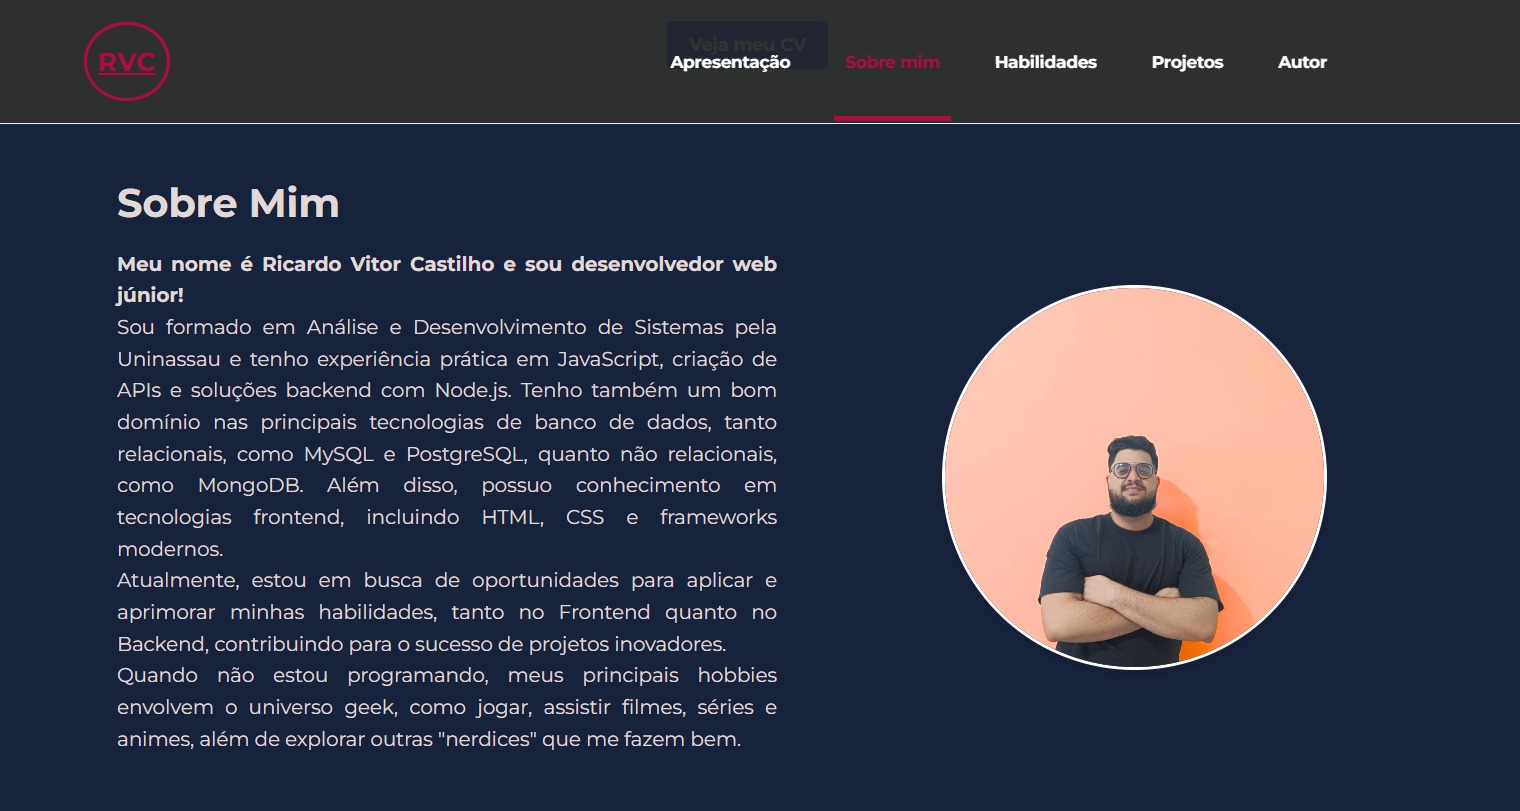 RVC
Veja meu CV
Apresentação
Sobre mim
Habilidades
Projetos
Autor
Sobre Mim
Meu nome é Ricardo Vitor Castilho e sou desenvolvedor web
júnior!
Sou formado em Análise e Desenvolvimento de Sistemas pela
Uninassau e tenho experiência prática em JavaScript, criação de
APIs e soluções backend com Node.js. Tenho também um bom
domínio nas principais tecnologias de banco de dados, tanto
relacionais, como MySQL e PostgreSQL, quanto não relacionais,
como MongoDB. Além disso, possuo conhecimento em
tecnologias frontend, incluindo HTML, CSS e frameworks
modernos.
Atualmente, estou em busca de oportunidades para aplicar e
aprimorar minhas habilidades, tanto no Frontend quanto no
Backend, contribuindo para o sucesso de projetos inovadores.
Quando não estou programando, meus principais hobbies
envolvem o universo geek, como jogar, assistir filmes, séries e
animes, além de explorar outras "nerdices" que me fazem bem.